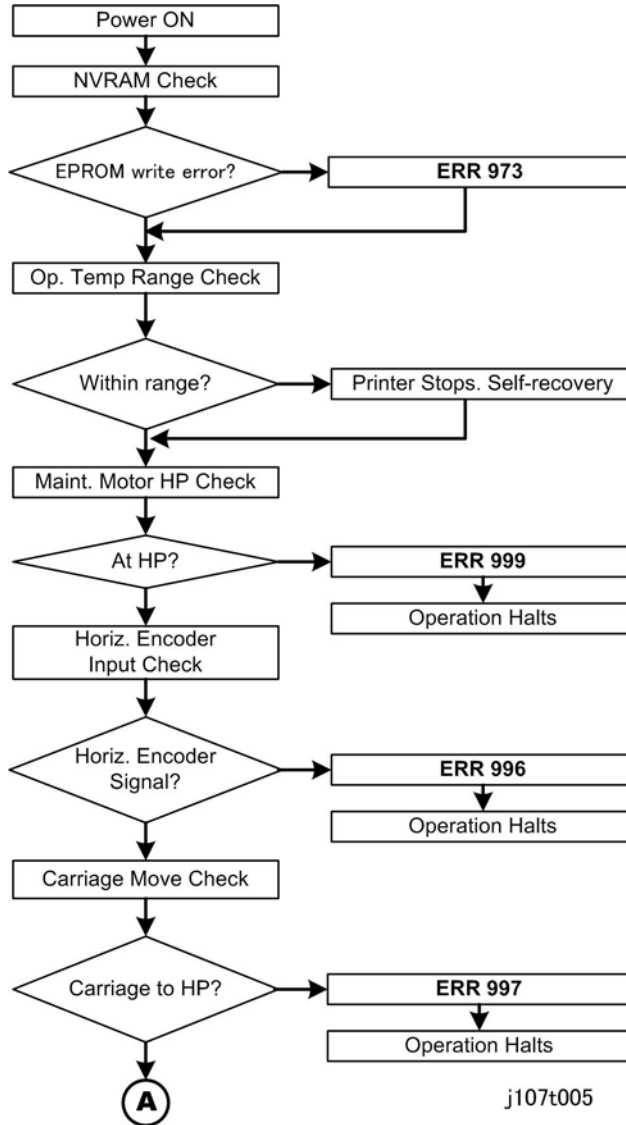 Power ON
NVRAM Check
EPROM write error?
ERR 973
Op. Temp Range Check
Within range?
Printer Stops. Self-recovery
Maint. Motor HP Check
At HP?
ERR 999
Operation Halts
Horiz. Encoder
Input Check
Horiz. Encoder
Signal?
ERR 996
Operation Halts
Carriage Move Check
Carriage to HP?
ERR 997
Operation Halts
A
j107t005